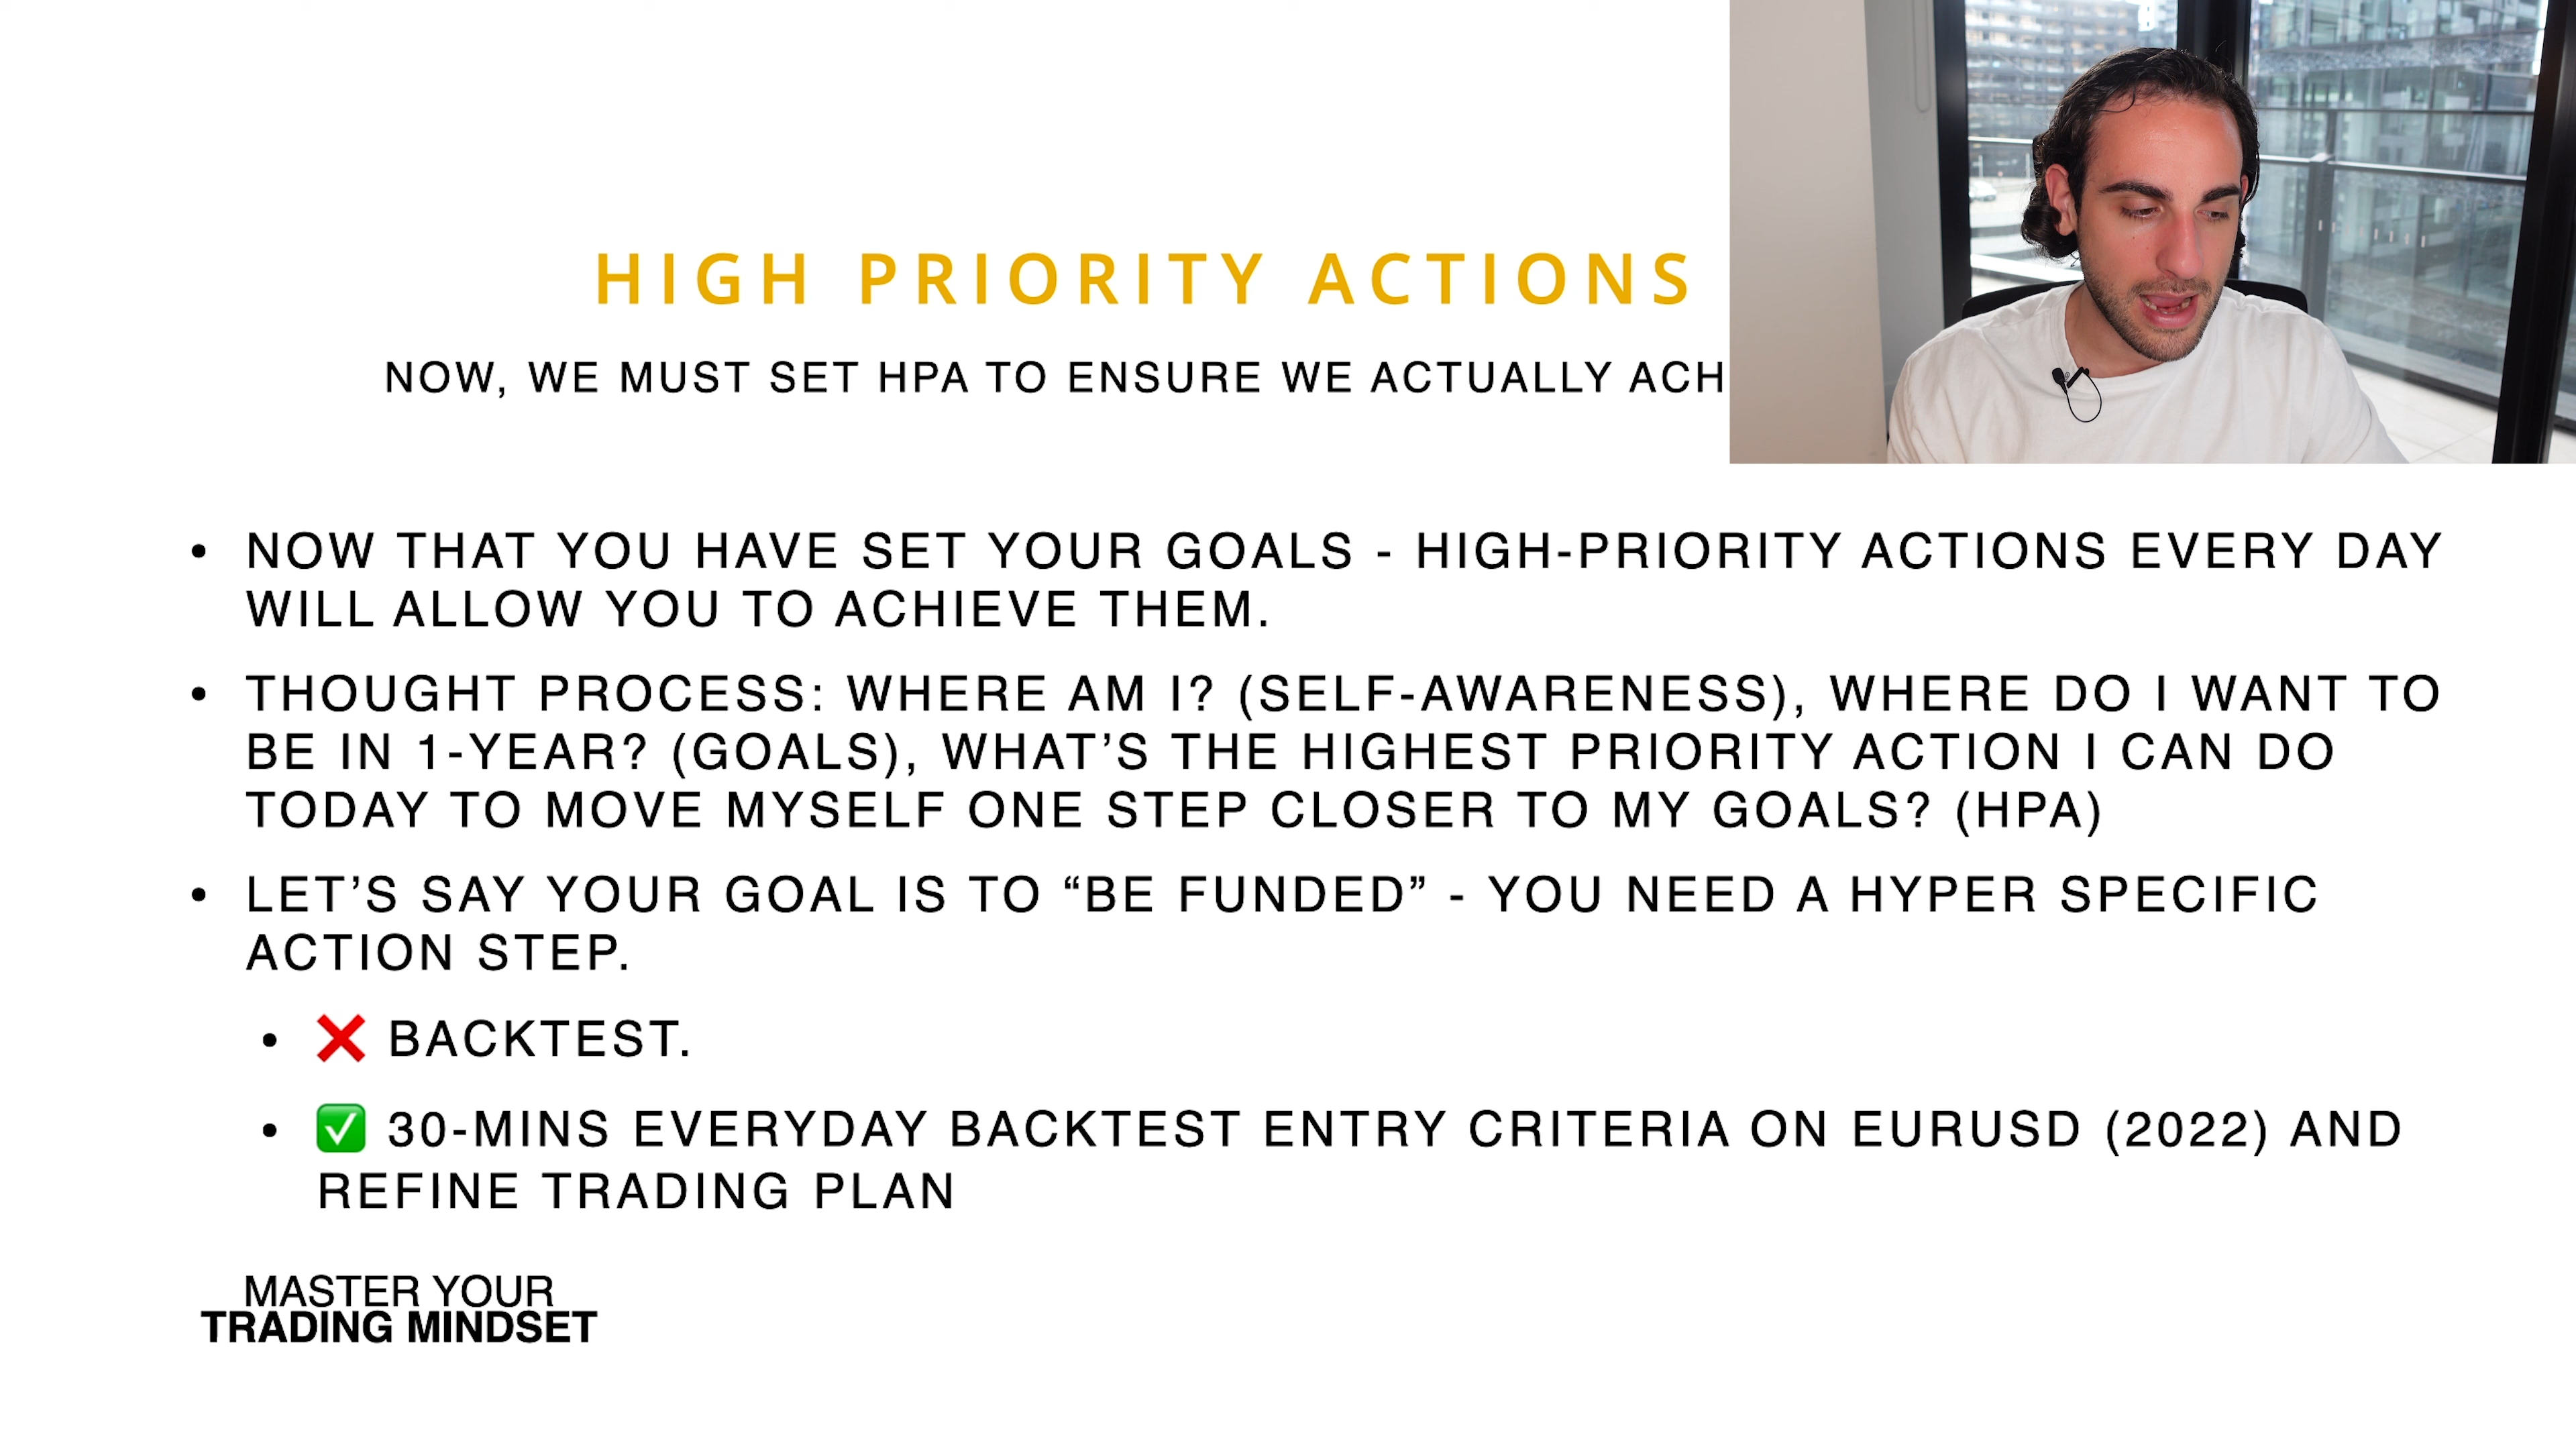 HIGH PRIORITY ACTIONS
NOW, WE MUST SET HPA TO ENSURE WE ACTUALLY
• NOW THAT YOU HAVE SET YOUR GOALS - HIGH-PRIORITY ACTIONS EVERY DAY
WILL ALLOW YOU TO ACHIEVE THEM.
• THOUGHT PROCESS: WHERE AM I? (SELF-AWARENESS), WHERE DO I WANT TO
BE IN 1-YEAR? (GOALS), WHAT’S THE HIGHEST PRIORITY ACTION I CAN DO
TODAY TO MOVE MYSELF ONE STEP CLOSER TO MY GOALS? (HPA)
• LET’S SAY YOUR GOAL IS TO “BE FUNDED” - YOU NEED A HYPER SPECIFIC
ACTION STEP.
• ❌ BACKTEST.
• ✅ 30-MINS EVERYDAY BACKTEST ENTRY CRITERIA ON EURUSD (2022) AND
REFINE TRADING PLAN
MASTER YOUR
TRADING MINDSET